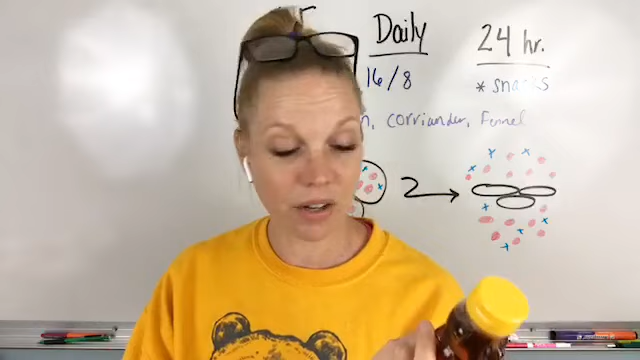 Daily
24 hr.
16/8
* snacks
corriander, Fennel
2